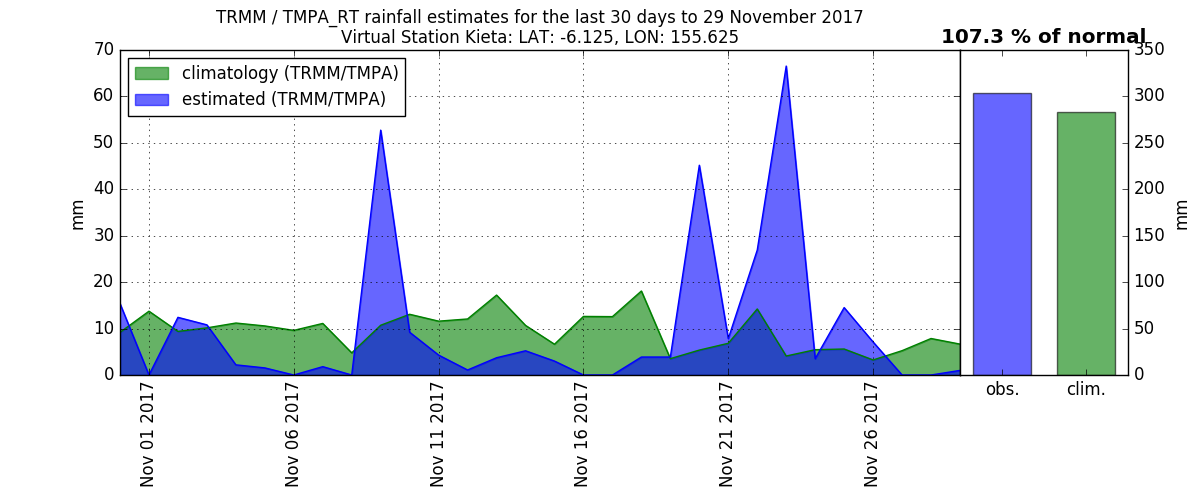 TRMM / TMPA_RT rainfall estimates for the last 30 days to 29 November 2017
Virtual Station Kieta: LAT: -6.125, LON: 155.625
107.3 % of normal
climatology (TRMM/TMPA)
estimated (TRMM/TMPA)
70
60
50
40
30
20
10
0
mm
350
300
250
200
150
100
50
0
mm
obs.
clim.
Nov 01 2017
Nov 06 2017
Nov 11 2017
Nov 16 2017
Nov 21 2017
Nov 26 2017